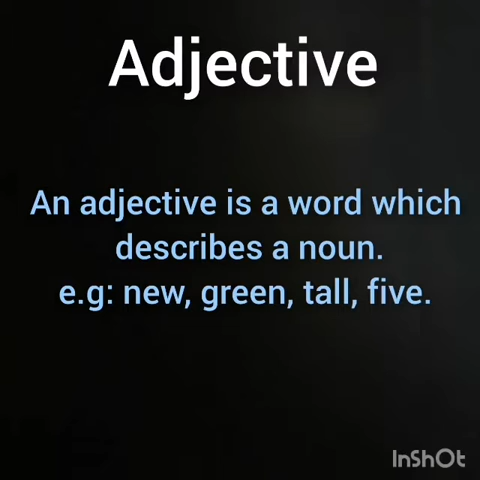 Adjective
An adjective is a word which
describes a noun.
e.g: new, green, tall, five.
InShOt